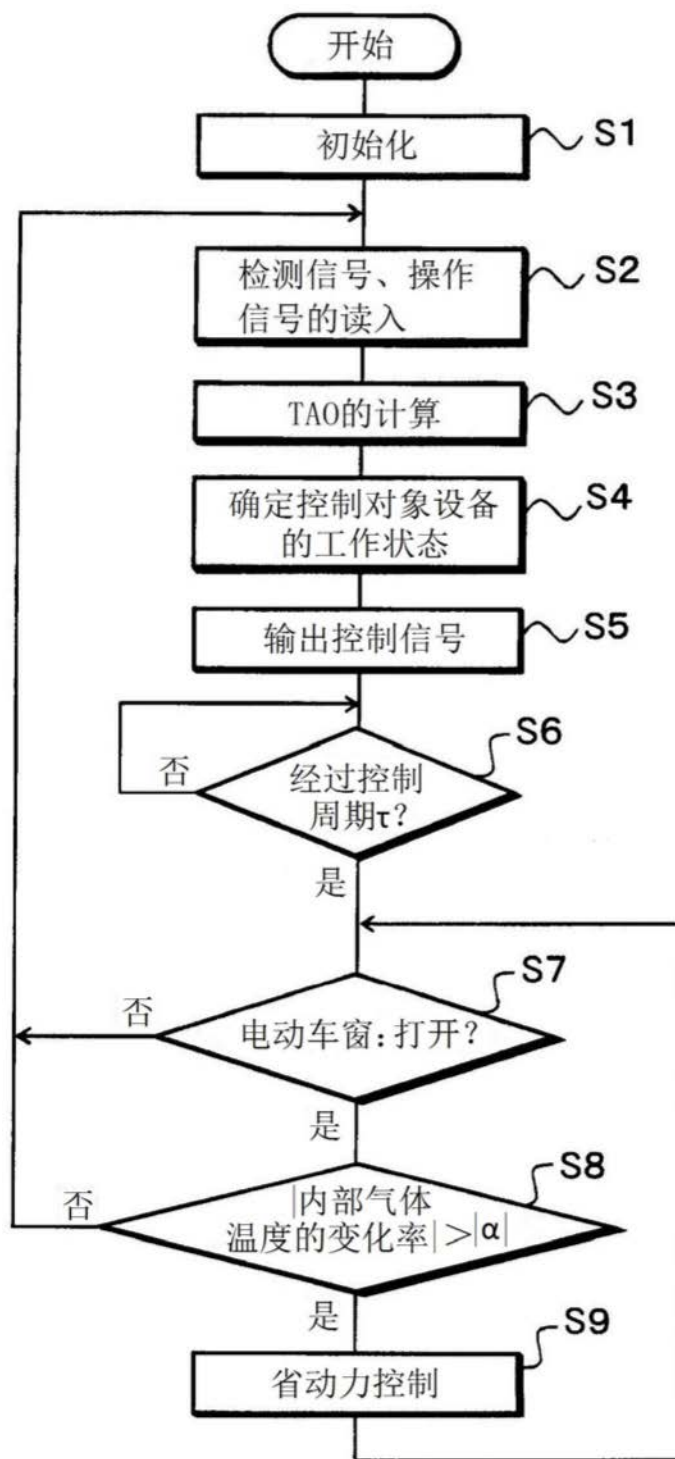 开始
初始化
S1
检测信号、操作
信号的读入
S2
TAO的计算
S3
确定控制对象设备
的工作状态
S4
输出控制信号
S5
S6
否
经过控制
周期τ？
是
S7
否
电动车窗：打开？
是
S8
否
|内部气体
温度的变化率|＞|α|
是
S9
省动力控制